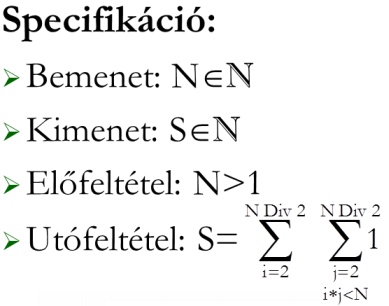 Specifikáció:
➢ Bemenet: N∈ℕ
➢ Kimenet: S∈ℕ
➢ Előfeltétel: N>1
N Div 2 N Div 2
➢ Utófeltétel: S= ∑ ∑1
i=2 j=2
i*j<N